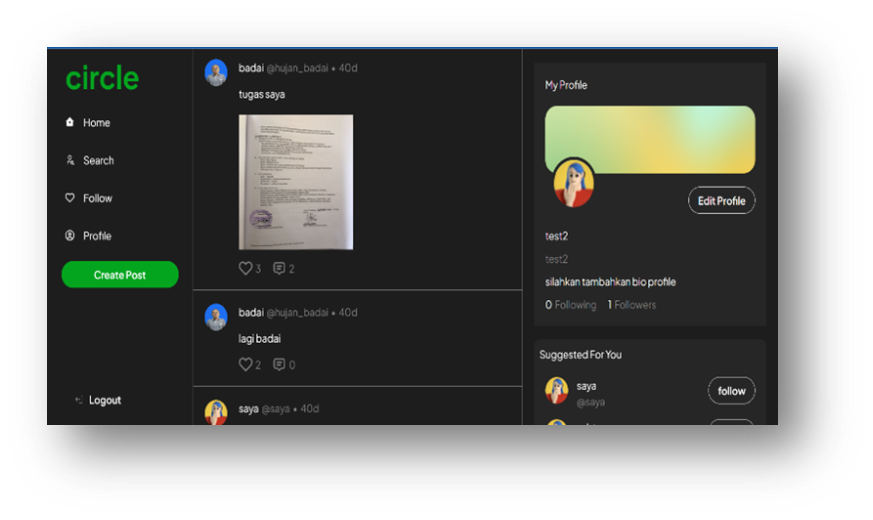 circle
Home
Search
Follow
Profile
Create Post
Logout
badai @hujan_badai • 40d
tugas saya
3 2
badai @hujan_badai • 40d
lagi badai
2 0
saya @saya • 40d
My Profile
Edit Profile
test2
test2
silahkan tambahkan bio profile
0 Following 1 Followers
Suggested For You
saya
@saya
follow